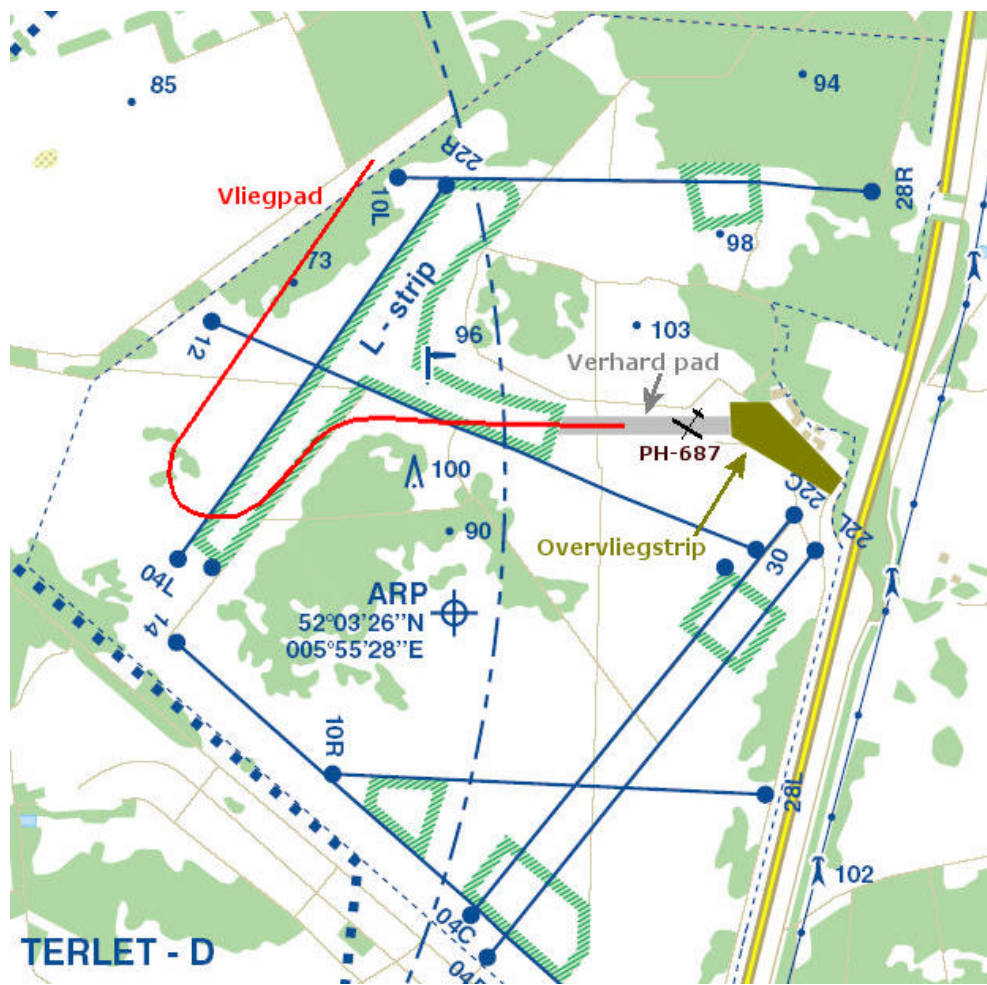 85
94
22R
10L
Vliegpad
28R
98
73
L - strip
12
96
103
Verhard pad
PH-687
100
22C
22L
90
Overvliegstrip
30
04L
ARP
52°03'26''N
005°55'28''E
14
10R
28L
102
04C
TERLET - D